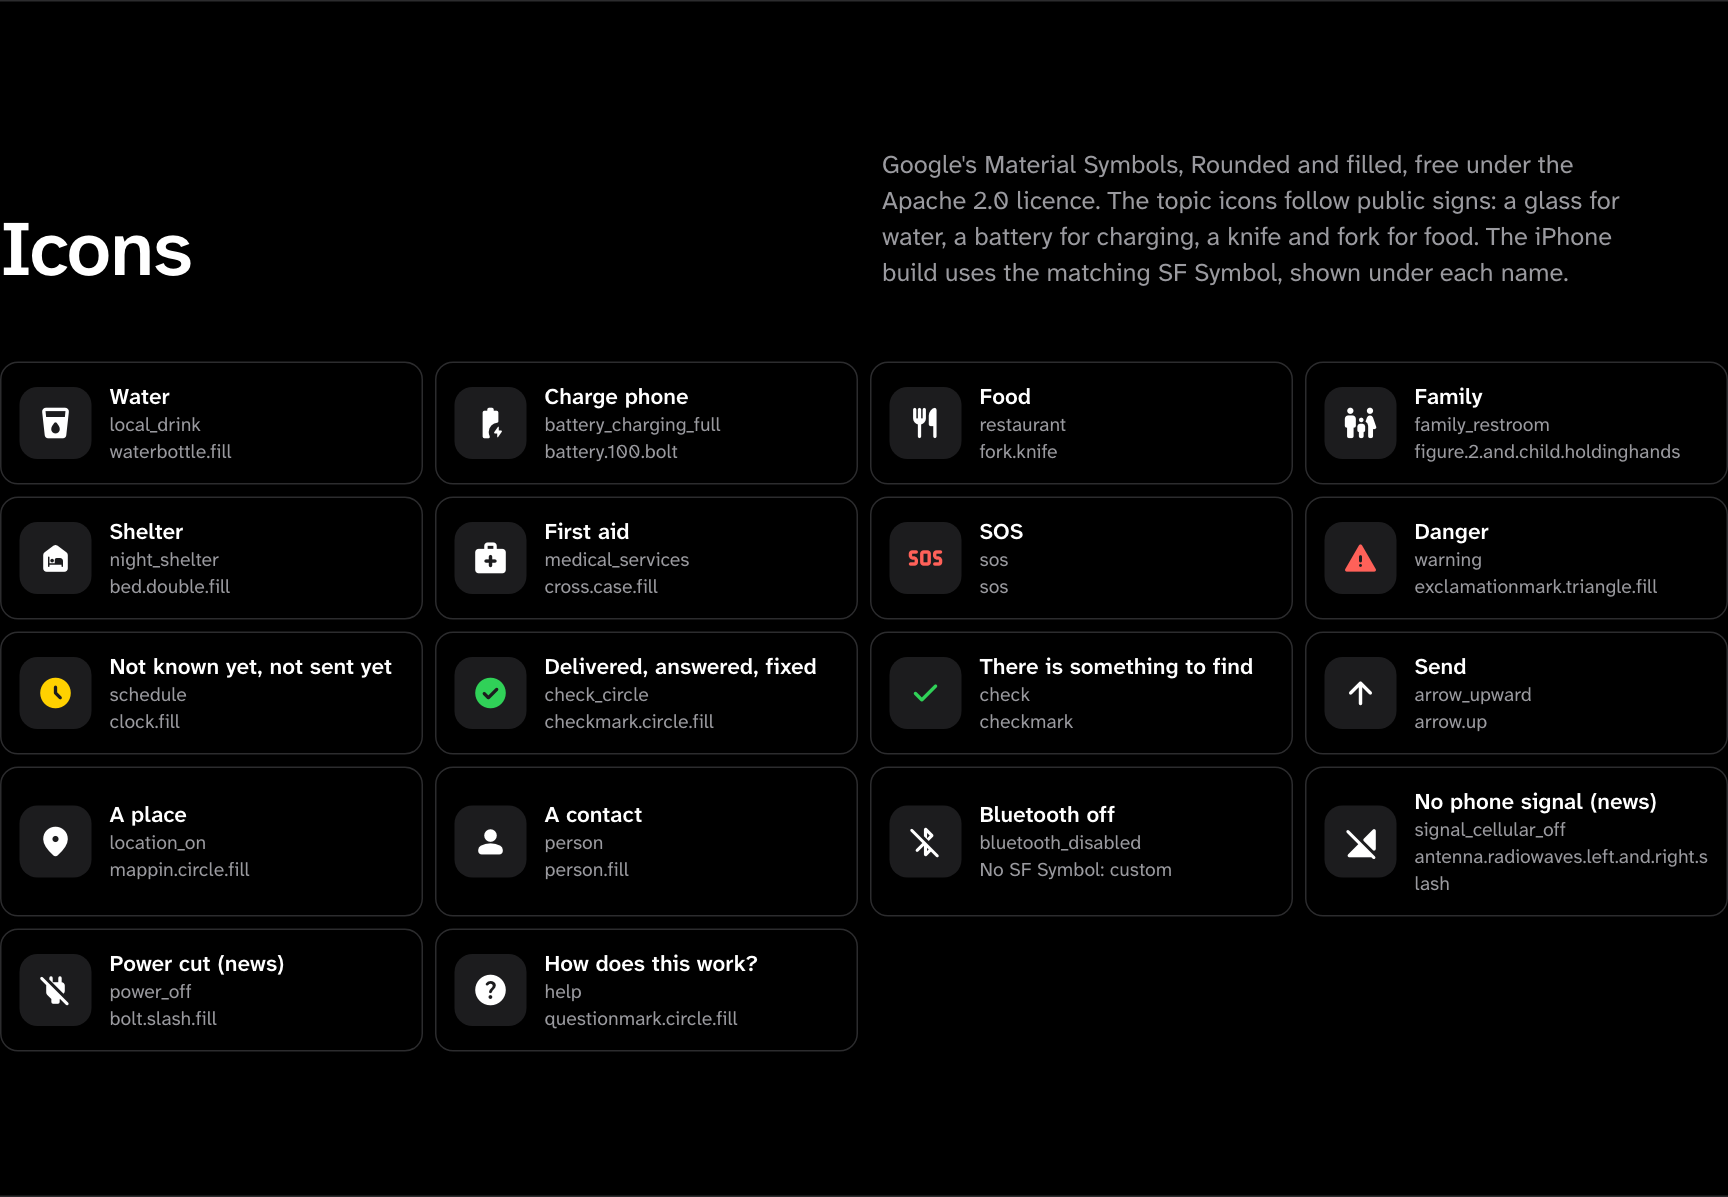 Icons
Google's Material Symbols, Rounded and filled, free under the
Apache 2.0 licence. The topic icons follow public signs: a glass for
water, a battery for charging, a knife and fork for food. The iPhone
build uses the matching SF Symbol, shown under each name.
Water
local_drink
waterbottle.fill
Charge phone
battery_charging_full
battery.100.bolt
Food
restaurant
fork.knife
Family
family_restroom
figure.2.and.child.holdinghands
Shelter
night_shelter
bed.double.fill
First aid
medical_services
cross.case.fill
SOS
SOS
sos
sos
Danger
warning
exclamationmark.triangle.fill
Not known yet, not sent yet
schedule
clock.fill
Delivered, answered, fixed
check_circle
checkmark.circle.fill
There is something to find
check
checkmark
Send
arrow_upward
arrow.up
A place
location_on
mappin.circle.fill
A contact
person
person.fill
Bluetooth off
bluetooth_disabled
No SF Symbol: custom
No phone signal (news)
signal_cellular_off
antenna.radiowaves.left.and.right.s
lash
Power cut (news)
power_off
bolt.slash.fill
How does this work?
help
questionmark.circle.fill